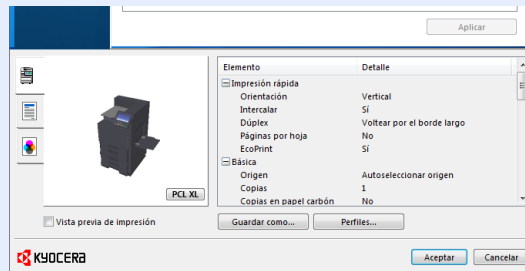 Aplicar
Elemento Detalle
Impresión rápida
Orientación Vertical
Intercalar Sí
Dúplex Voltear por el borde largo
Páginas por hoja No
EcoPrint Sí
Básica
Origen Autoseleccionar origen
Copias 1
Copias en papel carbón No
PCL XL
Vista previa de impresión Guardar como... Perfiles...
KYOCERA Aceptar Cancelar